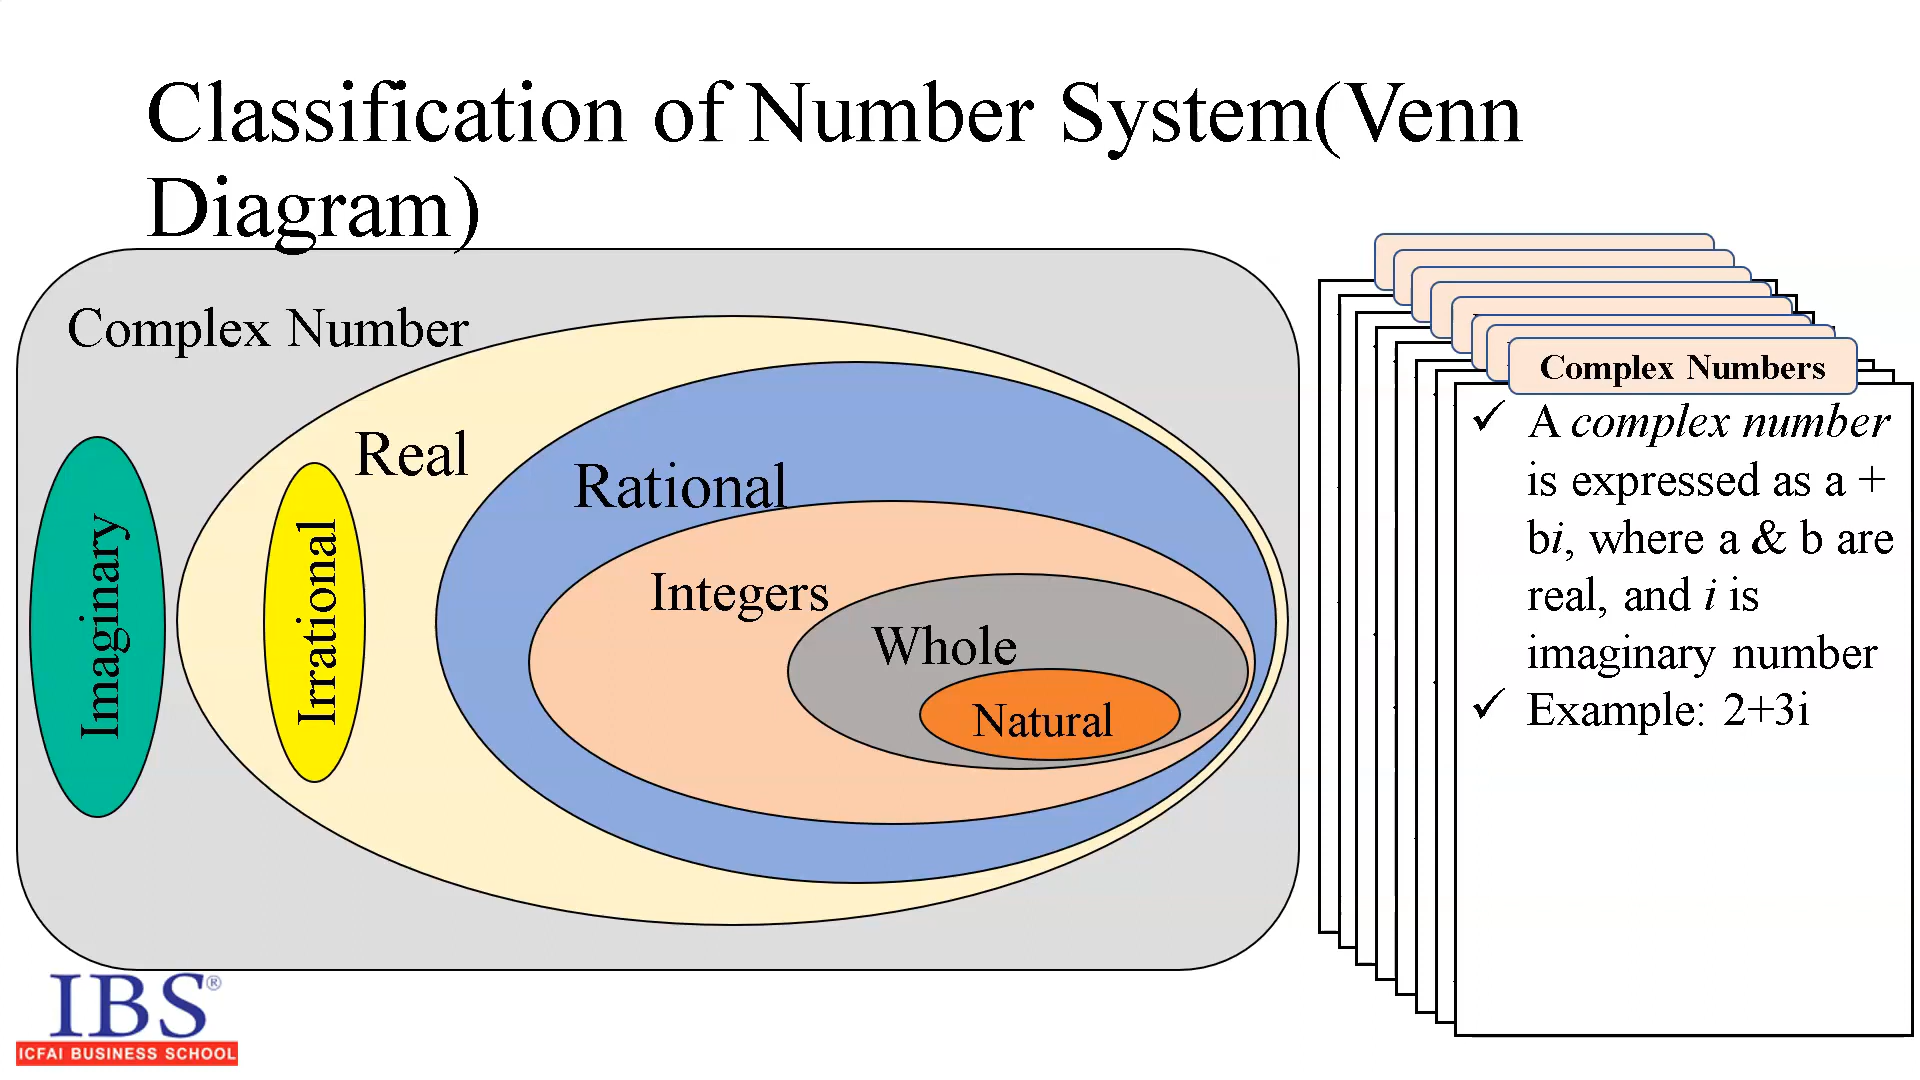 Classification of Number System(Venn
Diagram)
Complex Number
Real
Rational
Integers
Whole
Natural
Imaginary
Irrational
Complex Numbers
✓ A complex number
is expressed as a +
bi, where a & b are
real, and i is
imaginary number
✓ Example: 2+3i
IBS®
ICFAI BUSINESS SCHOOL